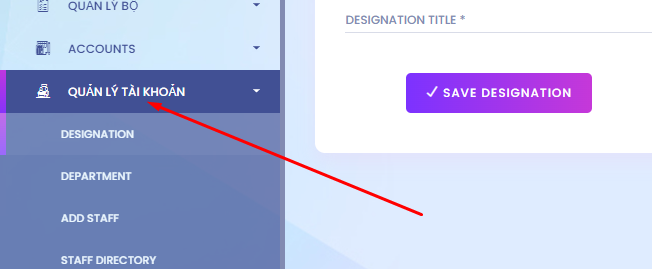 QUẢN LÝ BỘ
ACCOUNTS
QUẢN LÝ TÀI KHOẢN
DESIGNATION
DEPARTMENT
ADD STAFF
STAFF DIRECTORY
DESIGNATION TITLE *
SAVE DESIGNATION